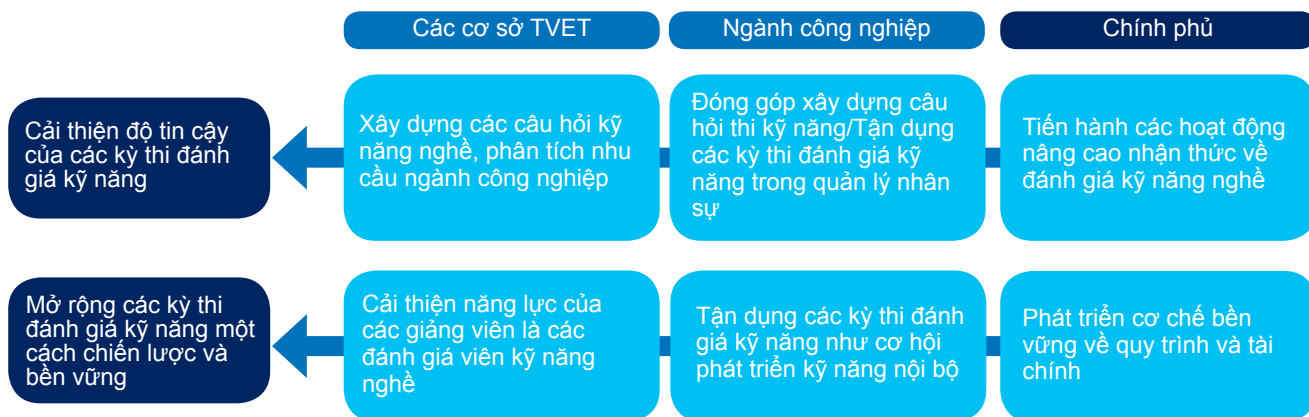 Các cơ sở TVET
Ngành công nghiệp
Chính phủ
Cải thiện độ tin cậy
của các kỳ thi đánh
giá kỹ năng
Xây dựng các câu hỏi kỹ
năng nghề, phân tích nhu
cầu ngành công nghiệp
Đóng góp xây dựng câu
hỏi thi kỹ năng/Tận dụng
các kỳ thi đánh giá kỹ
năng trong quản lý nhân
sự
Tiến hành các hoạt động
nâng cao nhận thức về
đánh giá kỹ năng nghề
Mở rộng các kỳ thi
đánh giá kỹ năng một
cách chiến lược và
bền vững
Cải thiện năng lực của
các giảng viên là các
đánh giá viên kỹ năng
nghề
Tận dụng các kỳ thi đánh
giá kỹ năng như cơ hội
phát triển kỹ năng nội bộ
Phát triển cơ chế bền
vững về quy trình và tài
chính